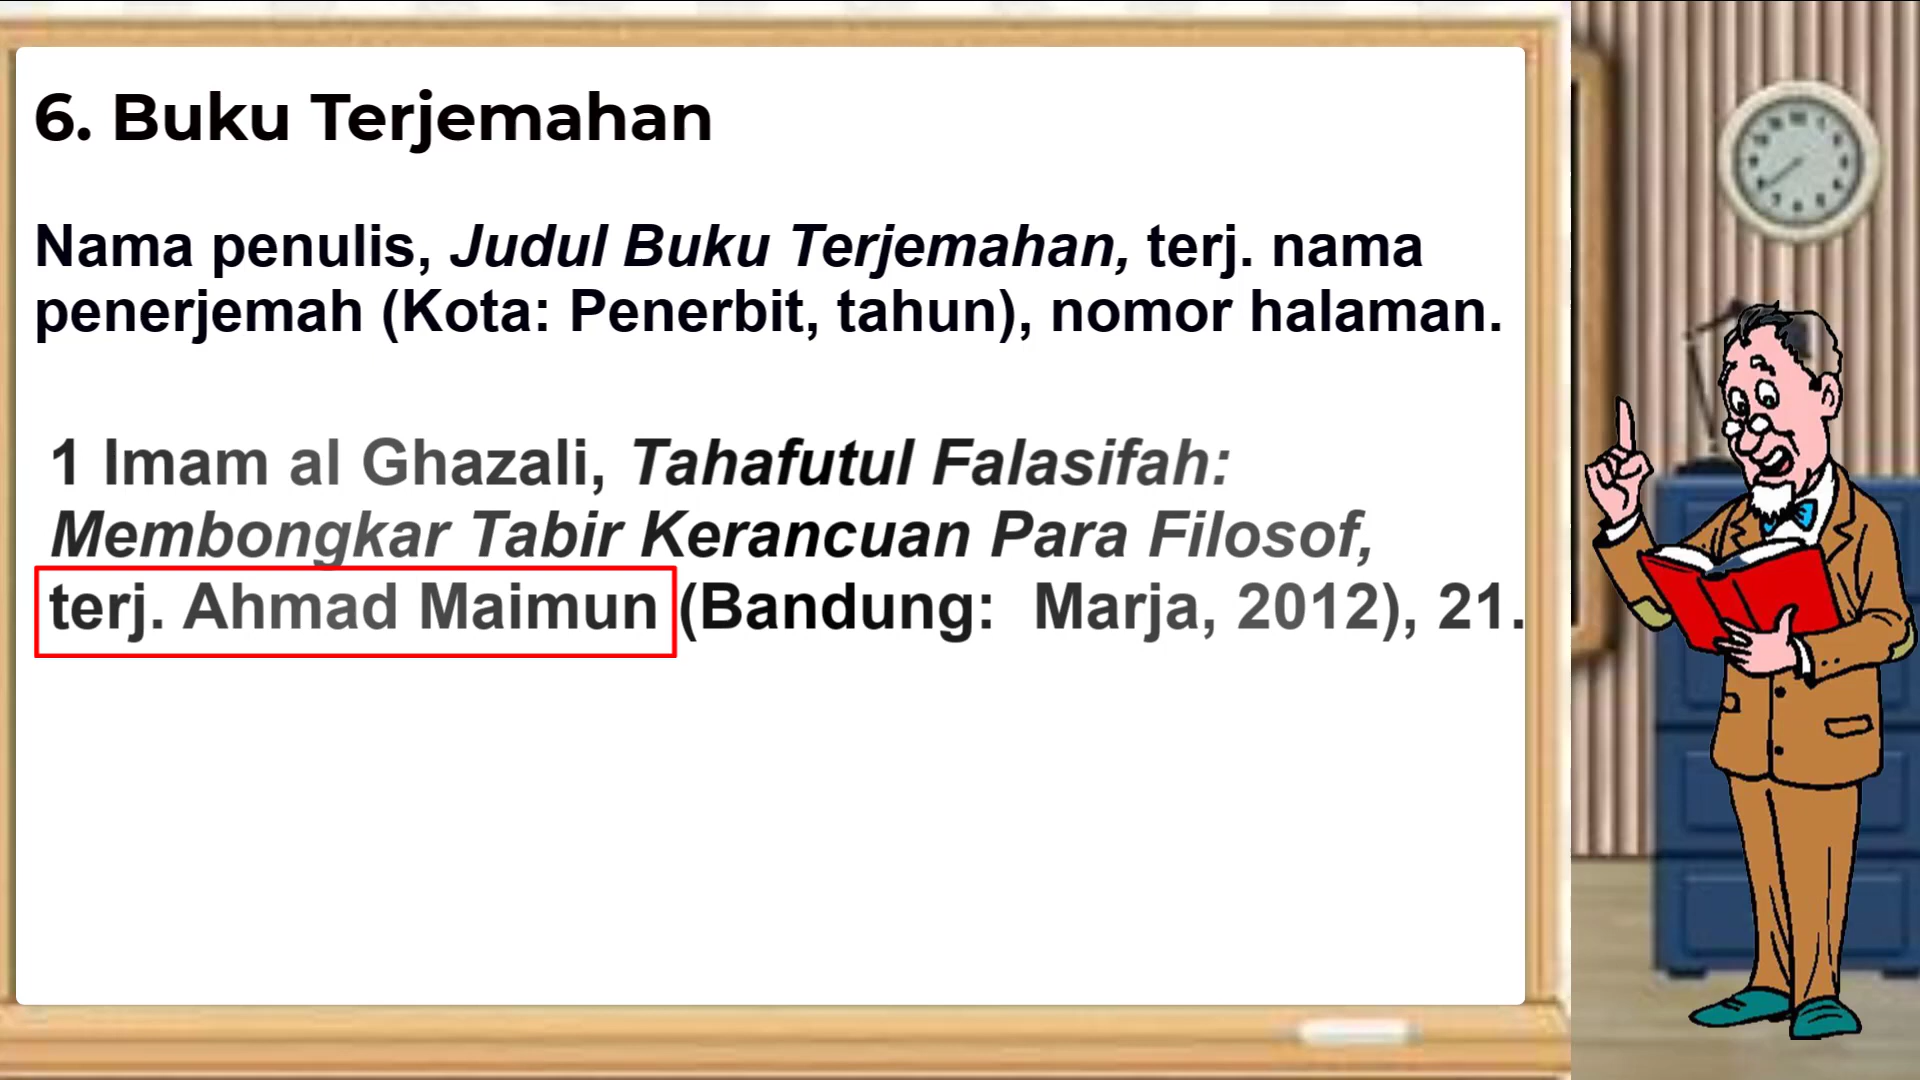 6. Buku Terjemahan
Nama penulis, Judul Buku Terjemahan, terj. nama
penerjemah (Kota: Penerbit, tahun), nomor halaman.
1 Imam al Ghazali, Tahafutul Falasifah:
Membongkar Tabir Kerancuan Para Filosof,
terj. Ahmad Maimun (Bandung:  Marja, 2012), 21.